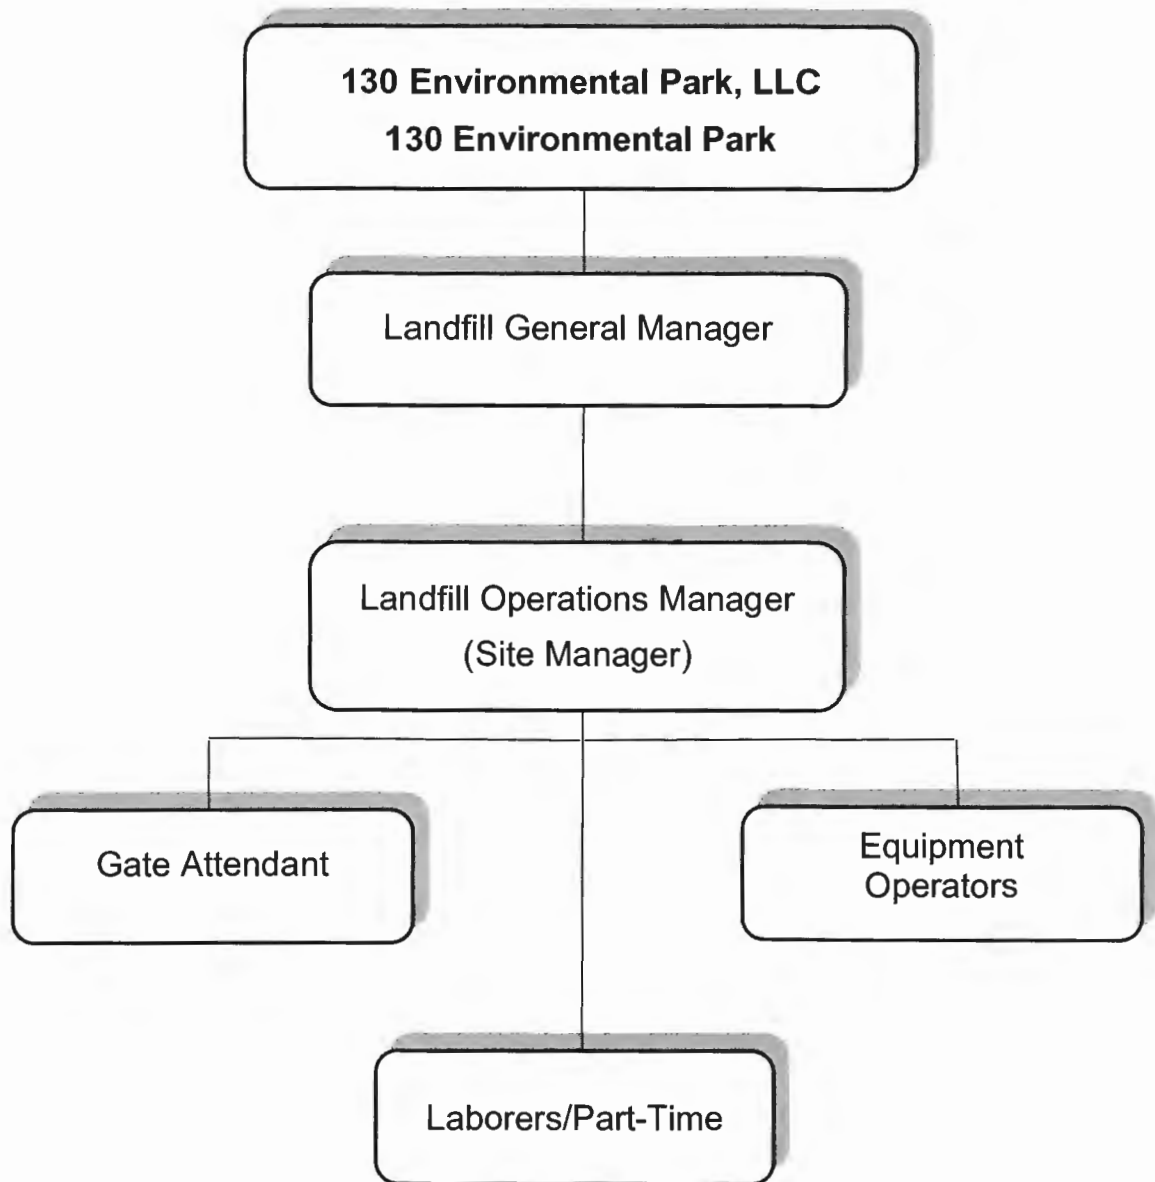 130 Environmental Park, LLC
130 Environmental Park
Landfill General Manager
Landfill Operations Manager
(Site Manager)
Gate Attendant
Equipment
Operators
Laborers/Part-Time